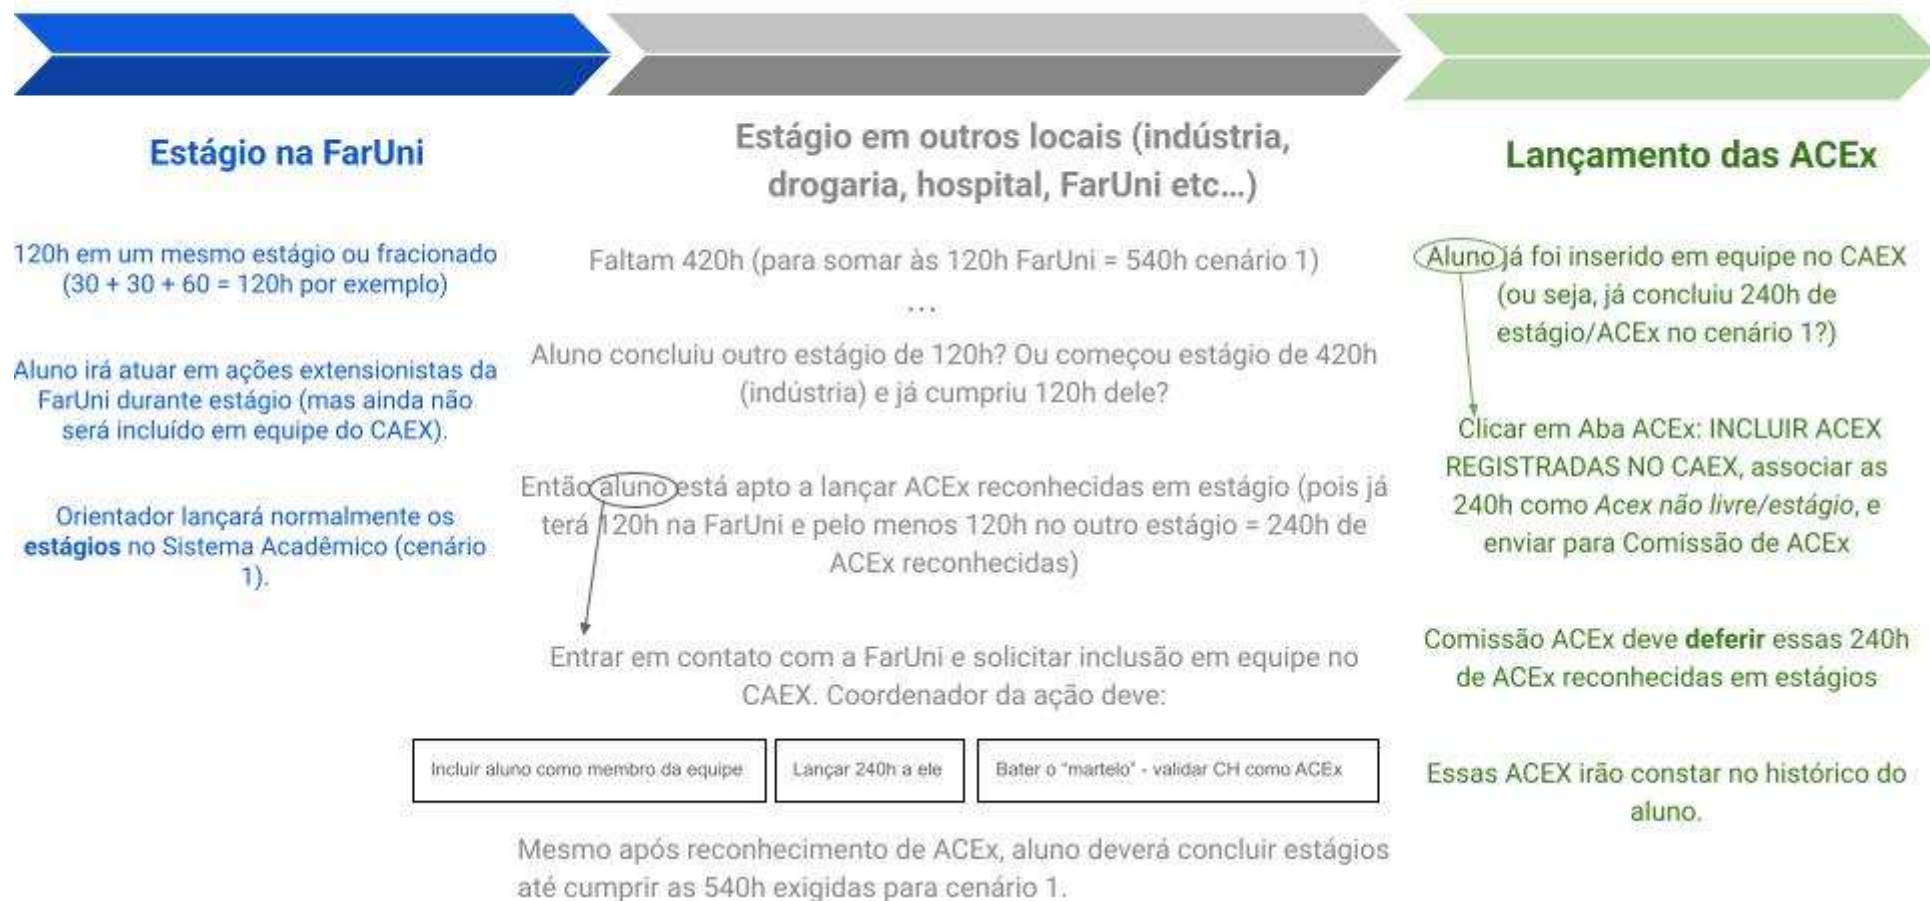 Estágio na FarUni
120h em um mesmo estágio ou fracionado
(30 + 30 + 60 = 120h por exemplo)
Aluno irá atuar em ações extensionistas da
FarUni durante estágio (mas ainda não
será incluído em equipe do CAEX).
Orientador lançará normalmente os
estágios no Sistema Acadêmico (cenário
1).
Estágio em outros locais (indústria,
drogaria, hospital, FarUni etc...)
Faltam 420h (para somar às 120h FarUni = 540h cenário 1)
...
Aluno concluiu outro estágio de 120h? Ou começou estágio de 420h
(indústria) e já cumpriu 120h dele?
Então aluno está apto a lançar ACEx reconhecidas em estágio (pois já
terá 120h na FarUni e pelo menos 120h no outro estágio = 240h de
ACEx reconhecidas)
Entrar em contato com a FarUni e solicitar inclusão em equipe no
CAEX. Coordenador da ação deve:
Incluir aluno como membro da equipe
Lançar 240h a ele
Bater o "martelo" - validar CH como ACEx
Mesmo após reconhecimento de ACEx, aluno deverá concluir estágios
até cumprir as 540h exigidas para cenário 1.
Lançamento das ACEx
Aluno já foi inserido em equipe no CAEX
(ou seja, já concluiu 240h de
estágio/ACEx no cenário 1?)
Clicar em Aba ACEx: INCLUIR ACEX
REGISTRADAS NO CAEX, associar as
240h como Acex não livre/estágio, e
enviar para Comissão de ACEx
Comissão ACEx deve deferir essas 240h
de ACEx reconhecidas em estágios
Essas ACEX irão constar no histórico do
aluno.